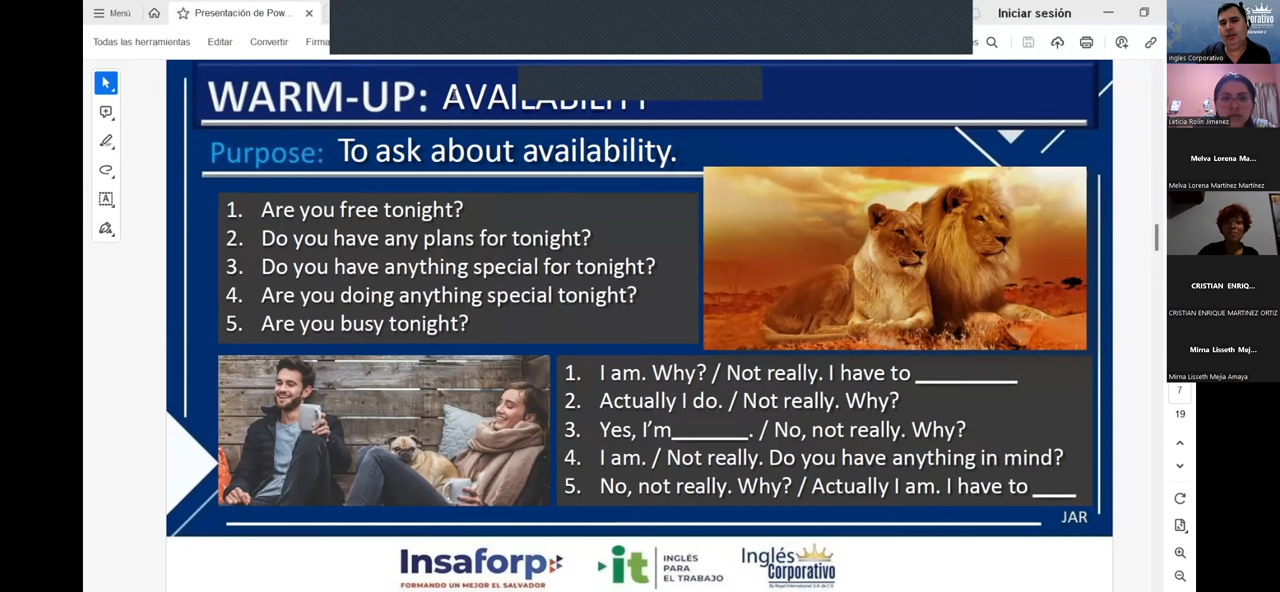 Menú
Presentación de Pow...
Iniciar sesión
Todas las herramientas
Editar
Convertir
Firma
WARM-UP: AVAILABILITY
Purpose: To ask about availability.
1. Are you free tonight?
2. Do you have any plans for tonight?
3. Do you have anything special for tonight?
4. Are you doing anything special tonight?
5. Are you busy tonight?
1. I am. Why? / Not really. I have to ________
2. Actually I do. / Not really. Why?
3. Yes, I'm______. / No, not really. Why?
4. I am. / Not really. Do you have anything in mind?
5. No, not really. Why? / Actually I am. I have to ____
JAR
Insaforp
FORMANDO UN MEJOR EL SALVADOR
it
INGLÉS
PARA
EL TRABAJO
Inglés
Corporativo
Ingles Corporativo
Leticia Rolin Jimenez
Melva Lorena Ma...
Melva Lorena Martínez Martínez
CRISTIAN ENRIQ...
CRISTIAN ENRIQUE MARTINEZ ORTIZ
Mirna Lisseth Mej...
Mirna Lisseth Mejia Amaya
7
19